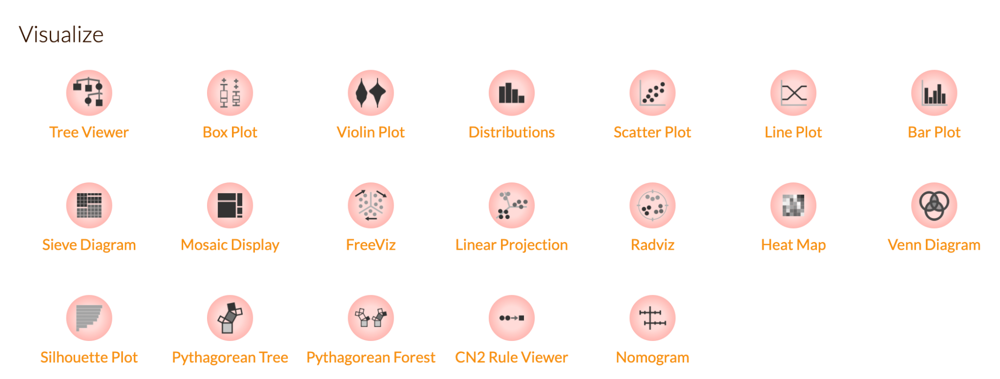 Visualize
Tree Viewer
Box Plot
Violin Plot
Distributions
Scatter Plot
Line Plot
Bar Plot
Sieve Diagram
Mosaic Display
FreeViz
Linear Projection
Radviz
Heat Map
Venn Diagram
Silhouette Plot
Pythagorean Tree
Pythagorean Forest
CN2 Rule Viewer
Nomogram